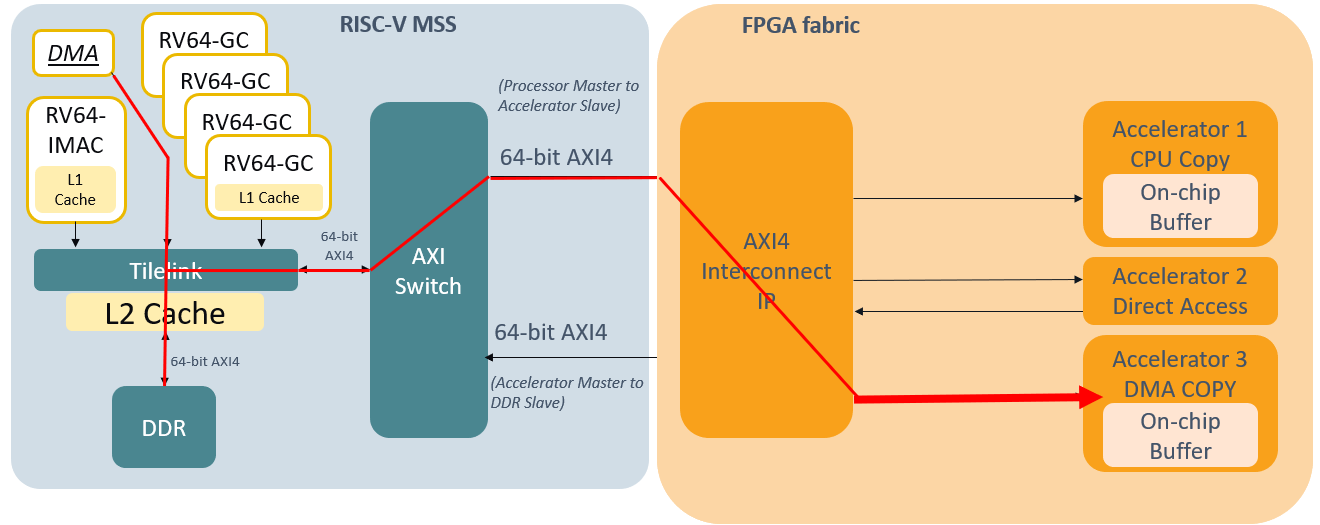 RISC-V MSS
DMA
RV64-GC
RV64-GC
RV64-GC
RV64-GC
L1 Cache
RV64-
IMAC
L1
Cache
64-bit
AXI4
Tilelink
L2 Cache
64-bit AXI4
DDR
AXI
Switch
(Processor Master to
Accelerator Slave)
64-bit AXI4
64-bit AXI4
(Accelerator Master to
DDR Slave)
FPGA fabric
AXI4
Interconnect
IP
Accelerator 1
CPU Copy
On-chip
Buffer
Accelerator 2
Direct Access
Accelerator 3
DMA COPY
On-chip
Buffer